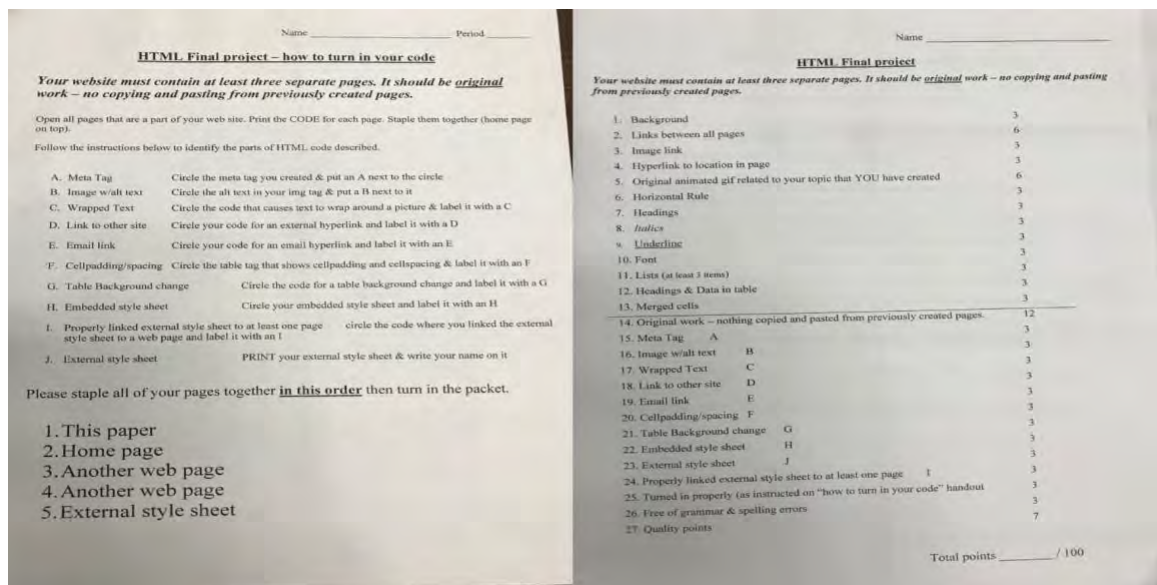 Name Period
HTML Final project – how to turn in your code
Your website must contain at least three separate pages. It should be original
work – no copying and pasting from previously created pages.
Open all pages that are a part of your web site. Print the CODE for each page. Staple them together (home page
on top).
Follow the instructions below to identify the parts of HTML code described.
A. Meta Tag Circle the meta tag you created & put an A next to the circle
B. Image w/alt text Circle the alt text in your img tag & put a B next to it
C. Wrapped Text Circle the code that causes text to wrap around a picture & label it with a C
D. Link to other site Circle your code for an external hyperlink and label it with a D
E. Email link Circle your code for an email hyperlink and label it with an E
F. Cellpadding/spacing Circle the table tag that shows cellpadding and cellspacing & label it with an F
G. Table Background change Circle the code for a table background change and label it with a G
H. Embedded style sheet Circle your embedded style sheet and label it with an H
I. Properly linked external style sheet to at least one page circle the code where you linked the external
style sheet to a web page and label it with an I
J. External style sheet PRINT your external style sheet & write your name on it
Please staple all of your pages together in this order then turn in the packet.
1. This paper
2. Home page
3. Another web page
4. Another web page
5. External style sheet
Name
HTML Final project
Your website must contain at least three separate pages. It should be original work – no copying and pasting
from previously created pages.
1. Background 3
2. Links between all pages 6
3. Image link 3
4. Hyperlink to location in page 3
5. Original animated gif related to your topic that YOU have created 6
6. Horizontal Rule 3
7. Headings 3
8. Italics 3
9. Underline 3
10. Font 3
11. Lists (at least 3 items) 3
12. Headings & Data in table 3
13. Merged cells 3
14. Original work – nothing copied and pasted from previously created pages. 12
15. Meta Tag A 3
16. Image w/alt text B 3
17. Wrapped Text C 3
18. Link to other site D 3
19. Email link E 3
20. Cellpadding/spacing F 3
21. Table Background change G 3
22. Embedded style sheet H 3
23. External style sheet J 3
24. Properly linked external style sheet to at least one page I 3
25. Turned in properly (as instructed on "how to turn in your code" handout 3
26. Free of grammar & spelling errors 3
27. Quality points 7
Total points / 100